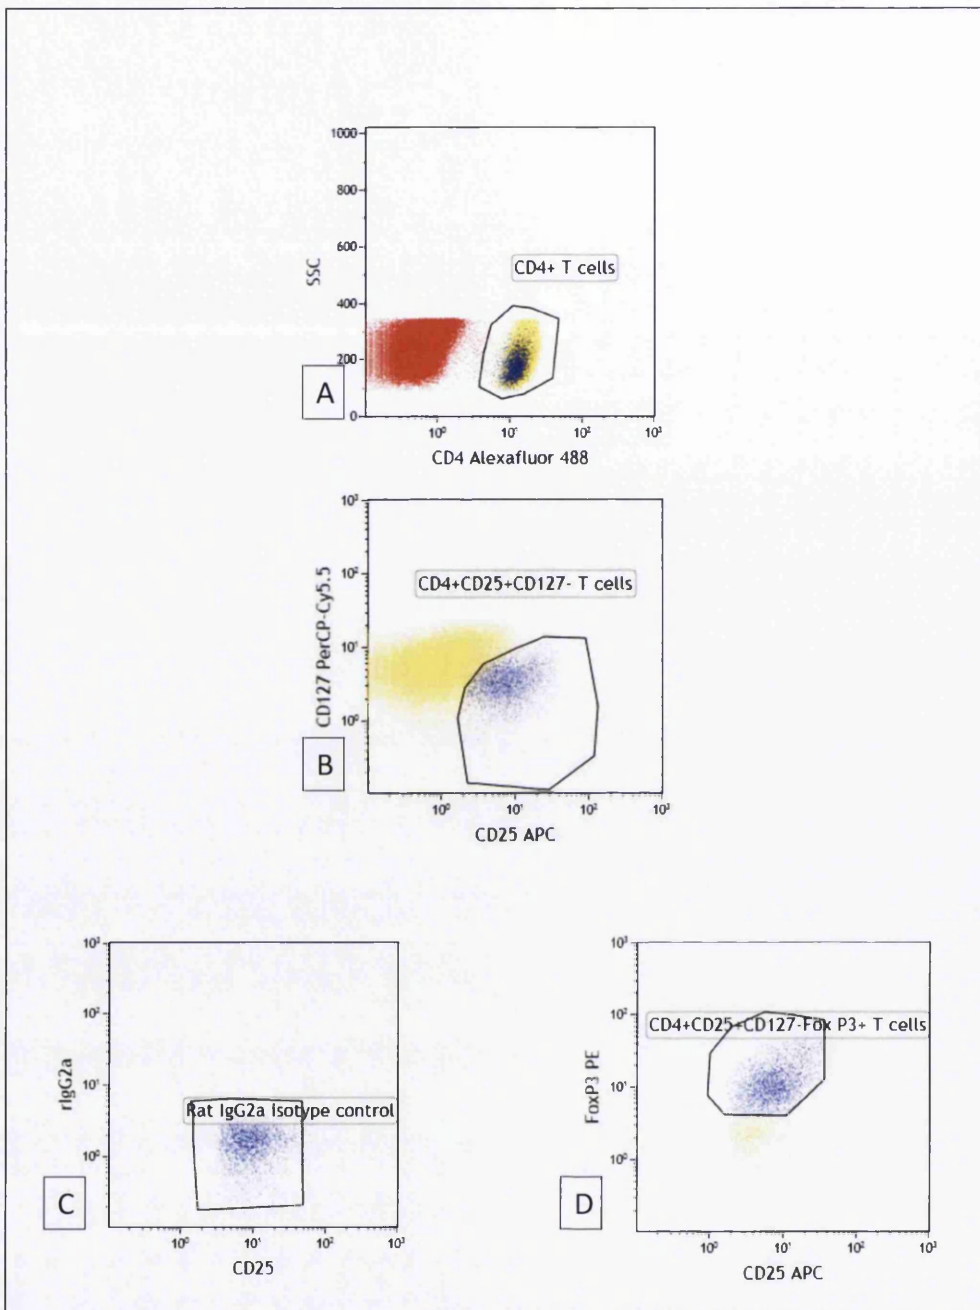 1000
800
600
400
200
0
SSC
CD4+ T cells
A
10⁰ 10¹ 10² 10³
CD4 Alexafluor 488
10³
10²
10¹
10⁰
CD127 PerCP-Cy5.5
CD4+CD25+CD127- T cells
B
10⁰ 10¹ 10² 10³
CD25 APC
10³
10²
10¹
10⁰
rIgG2a
Rat IgG2a isotype control
C
10⁰ 10¹ 10² 10³
CD25
10³
10²
10¹
10⁰
FoxP3 PE
CD4+CD25+CD127-Fox P3+ T cells
D
10⁰ 10¹ 10² 10³
CD25 APC